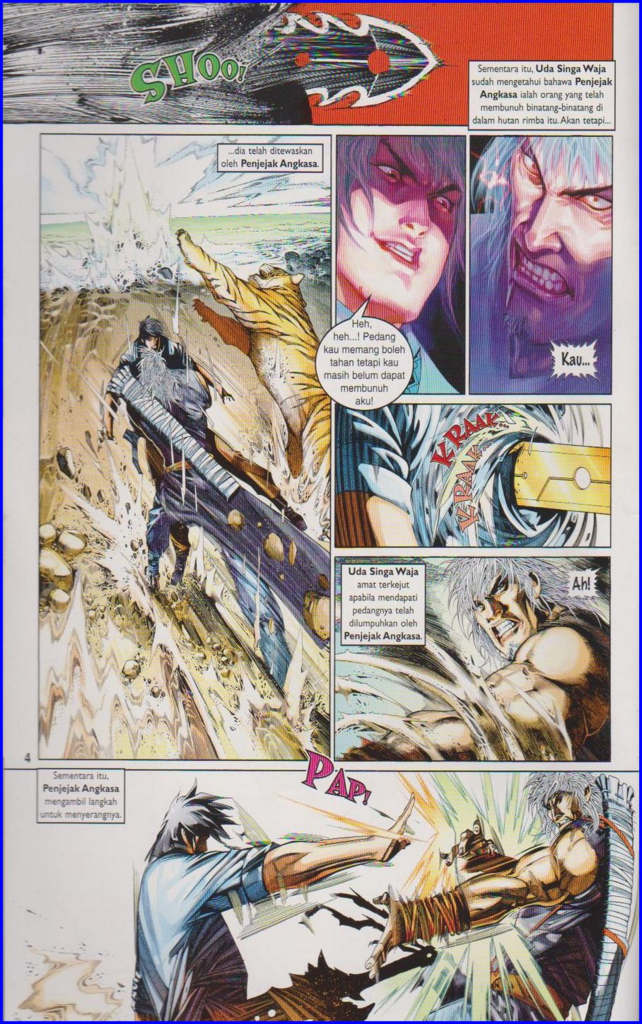 SHOO!
Sementara itu, Uda Singa Waja
sudah mengetahui bahawa Penjejak
Angkasa ialah orang yang telah
membunuh binatang-binatang di
dalam hutan rimba itu. Akan tetapi...
...dia telah ditewaskan
oleh Penjejak Angkasa.
Heh,
heh...! Pedang
kau memang boleh
tahan tetapi kau
masih belum dapat
membunuh
aku!
Kau...
KRAAK
KRAAK
Uda Singa Waja
amat terkejut
apabila mendapati
pedangnya telah
dilumpuhkan oleh
Penjejak Angkasa.
Ah!
4
Sementara itu,
Penjejak Angkasa
mengambil langkah
untuk menyerangnya.
PAP!